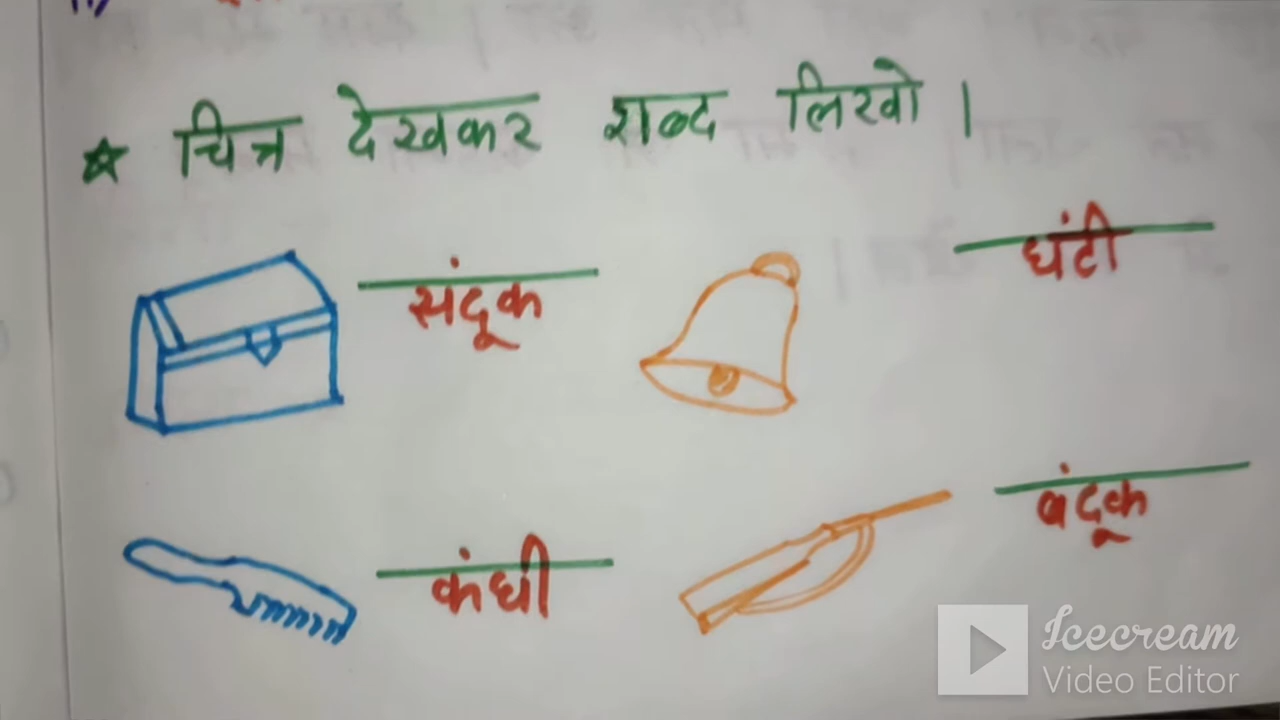 ☆ चित्र देखकर शब्द लिखो ।
संदूक
घंटी
कंघी
बंदूक
Icecream
Video Editor